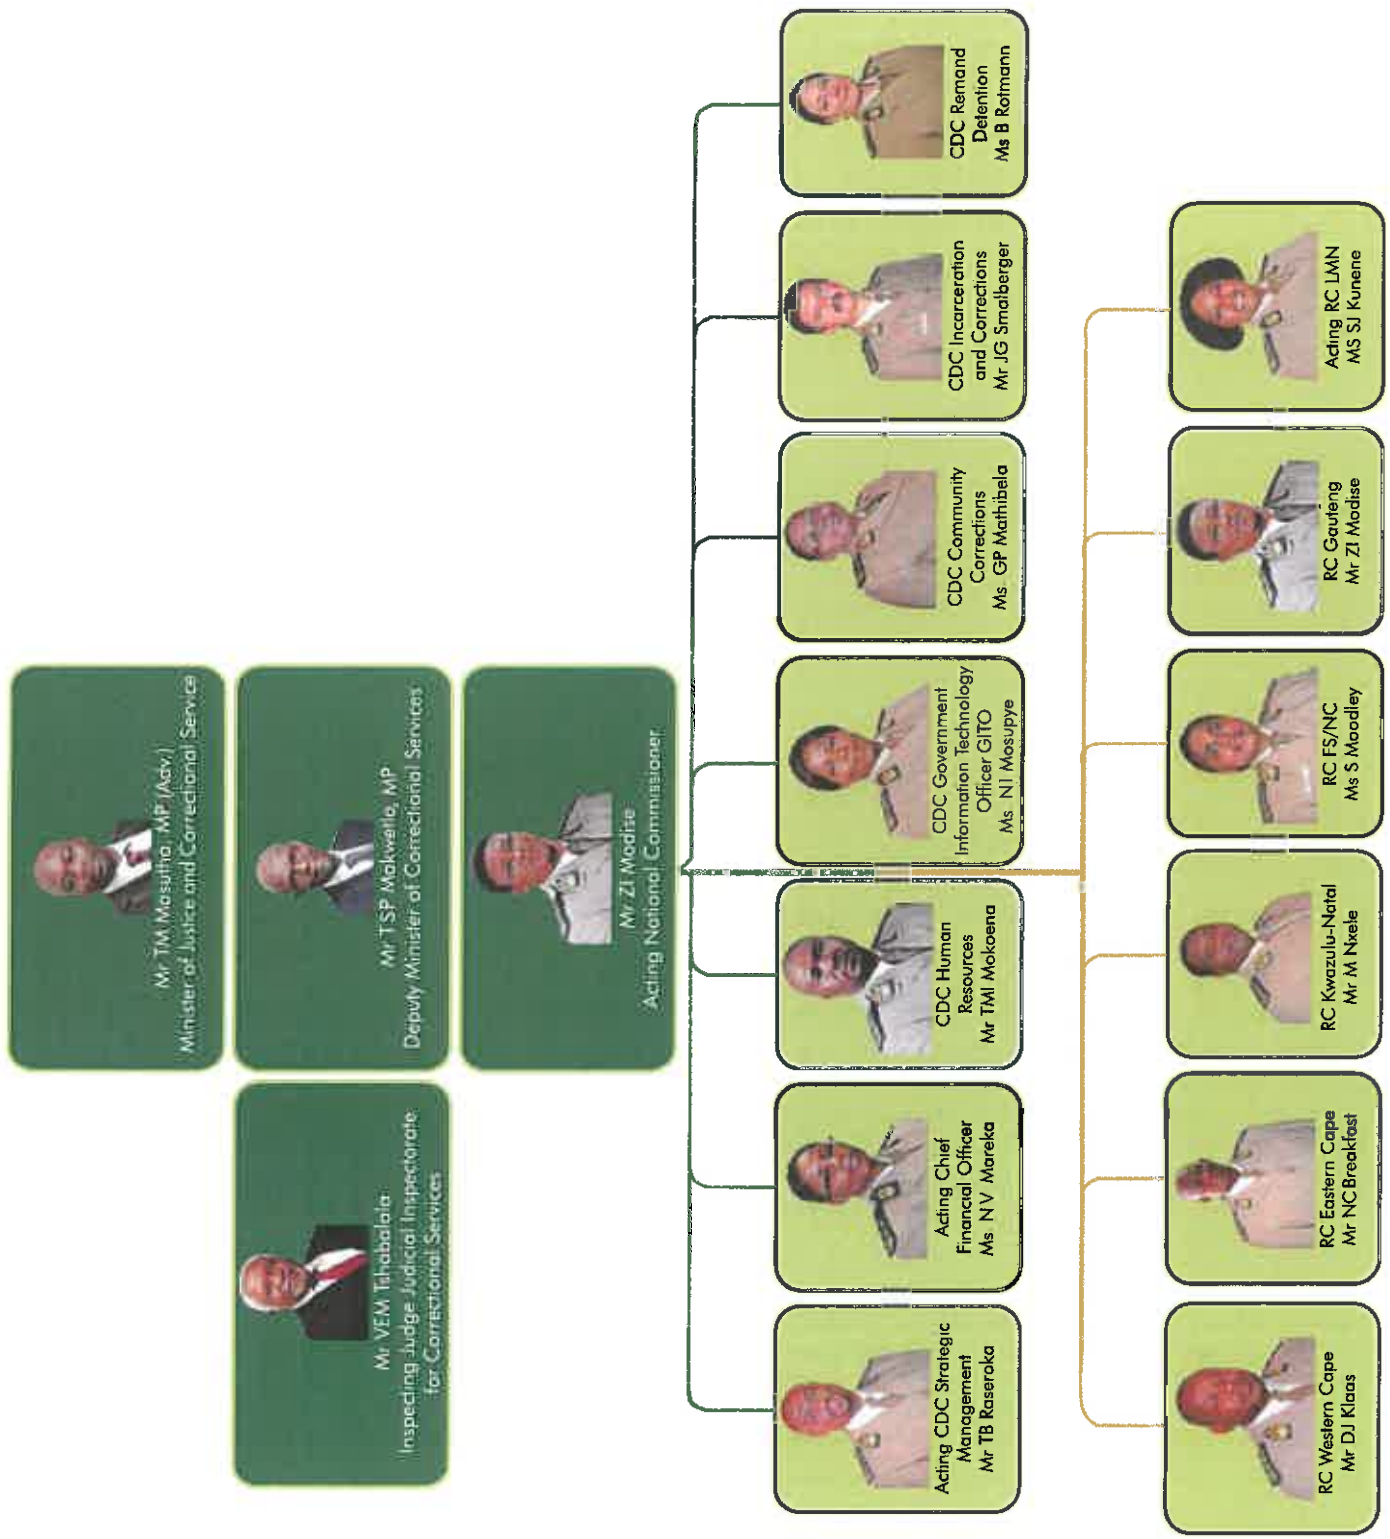 Mr TM Masutha, MP (Adv.)
Minister of Justice and Correctional Service
Mr VEM Tshabalala
Inspecting Judge Judicial Inspectorate
for Correctional Services
Mr TSP Makwetla, MP
Deputy Minister of Correctional Services
Mr ZI Modise
Acting National Commissioner
Acting CDC Strategic
Management
Mr TB Raseroka
Acting Chief
Financial Officer
Ms. N V Mareka
CDC Human
Resources
Mr TMI Mokoena
CDC Government
Information Technology
Officer GITO
Ms. N1 Mosupye
CDC Community
Corrections
Ms. GP Mathibela
CDC Incarceration
and Corrections
Mr JG Smalberger
CDC Remand
Detention
Ms B Rotmann
RC Western Cape
Mr DJ Klaas
RC Eastern Cape
Mr NC Breakfast
RC Kwazulu-Natal
Mr M Nxele
RC FS/NC
Ms S Moodley
RC Gauteng
Mr ZI Modise
Acting RC LMN
MS SJ Kunene